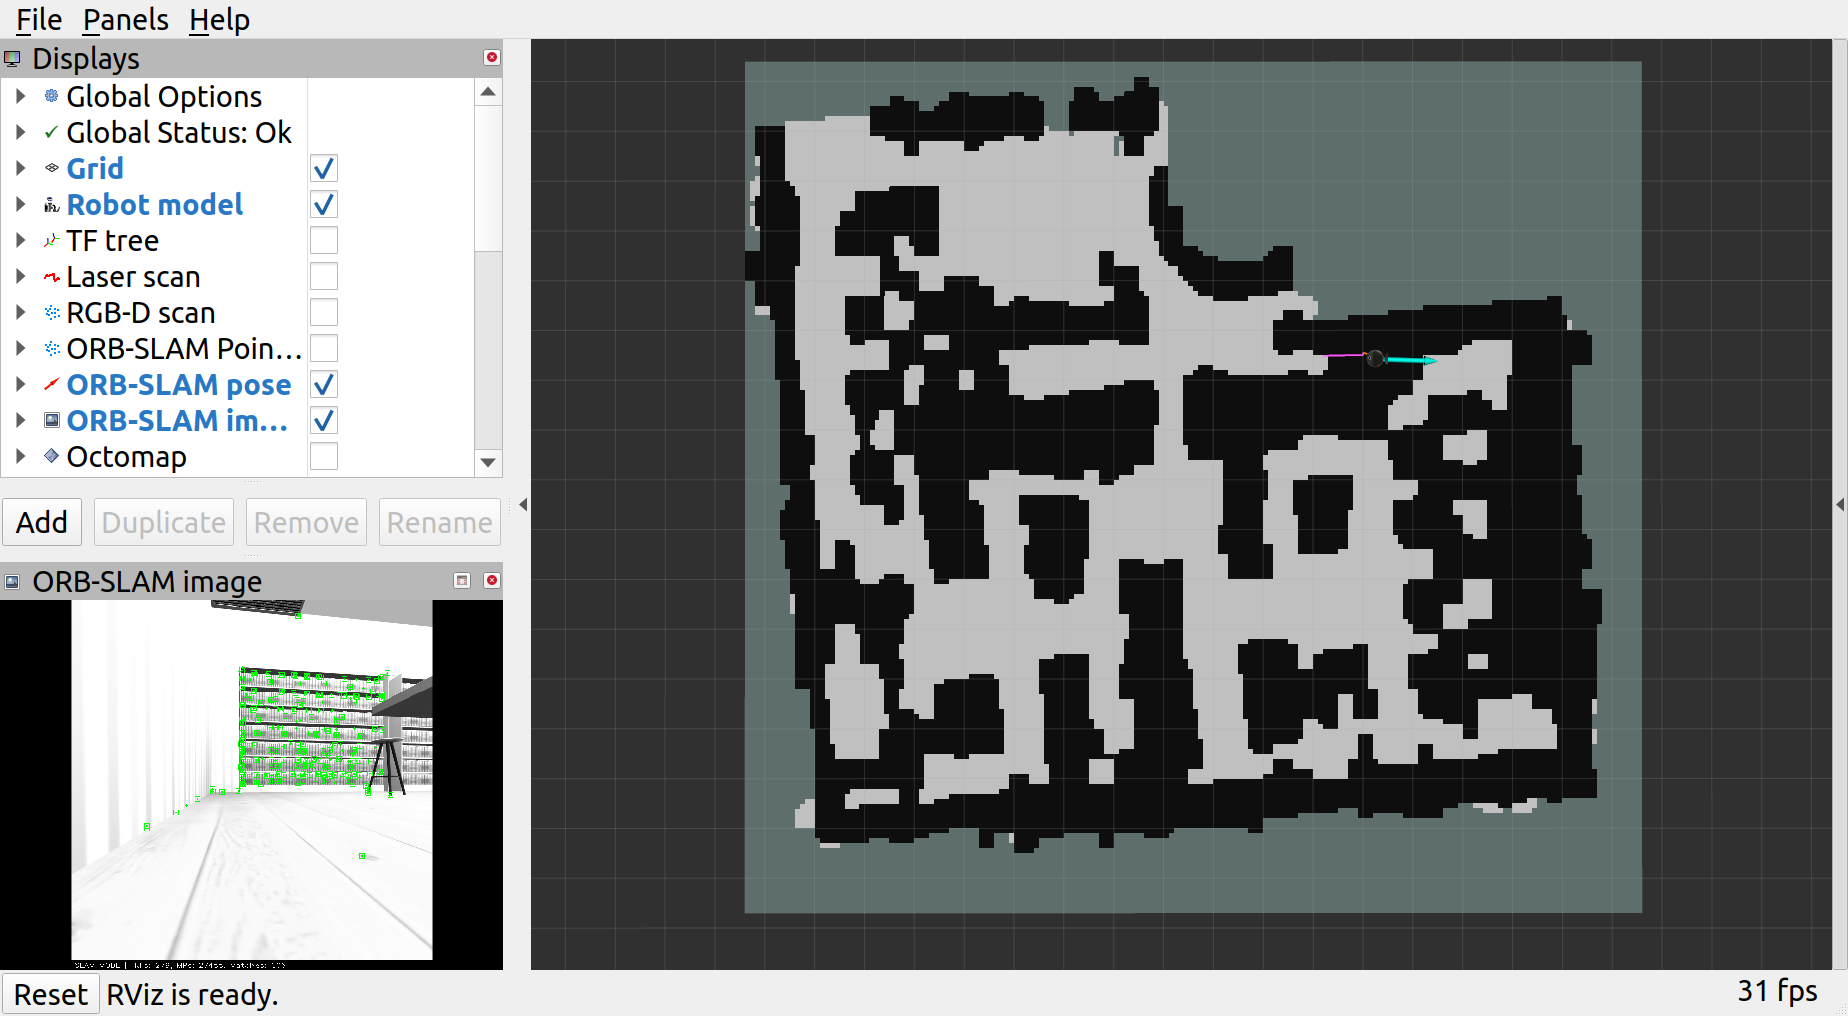 File Panels Help
Displays
Global Options
Global Status: Ok
Grid
Robot model
TF tree
Laser scan
RGB-D scan
ORB-SLAM Poin...
ORB-SLAM pose
ORB-SLAM im...
Octomap
Add Duplicate Remove Rename
ORB-SLAM image
SLAM MODE |
Reset RViz is ready.
31 fps